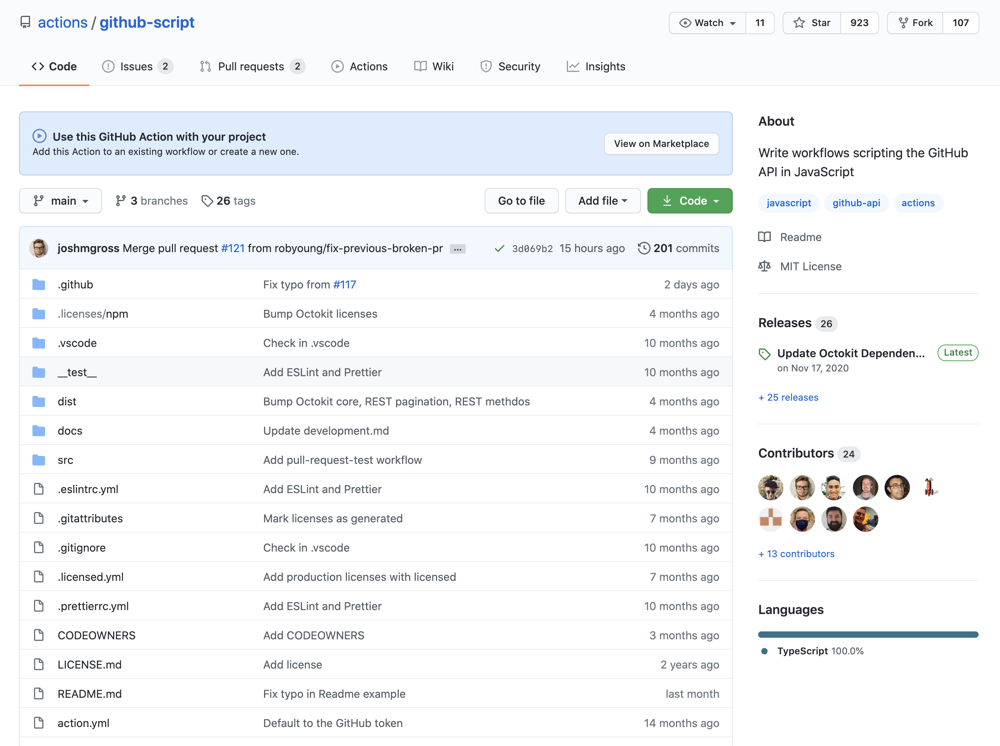 actions / github-script
Watch 11 Star 923 Fork 107
Code Issues 2 Pull requests 2 Actions Wiki Security Insights
Use this GitHub Action with your project
Add this Action to an existing workflow or create a new one.
View on Marketplace
main 3 branches 26 tags Go to file Add file Code
joshmgross Merge pull request #121 from robyoung/fix-previous-broken-pr ... 3d069b2 15 hours ago 201 commits
.github Fix typo from #117 2 days ago
.licenses/npm Bump Octokit licenses 4 months ago
.vscode Check in .vscode 10 months ago
__test__ Add ESLint and Prettier 10 months ago
dist Bump Octokit core, REST pagination, REST methdos 4 months ago
docs Update development.md 4 months ago
src Add pull-request-test workflow 9 months ago
.eslintrc.yml Add ESLint and Prettier 10 months ago
.gitattributes Mark licenses as generated 7 months ago
.gitignore Check in .vscode 10 months ago
.licensed.yml Add production licenses with licensed 7 months ago
.prettierrc.yml Add ESLint and Prettier 10 months ago
CODEOWNERS Add CODEOWNERS 3 months ago
LICENSE.md Add license 2 years ago
README.md Fix typo in Readme example last month
action.yml Default to the GitHub token 14 months ago
About
Write workflows scripting the GitHub
API in JavaScript
javascript github-api actions
Readme
MIT License
Releases 26
Update Octokit Dependen... Latest
on Nov 17, 2020
+ 25 releases
Contributors 24
+ 13 contributors
Languages
TypeScript 100.0%